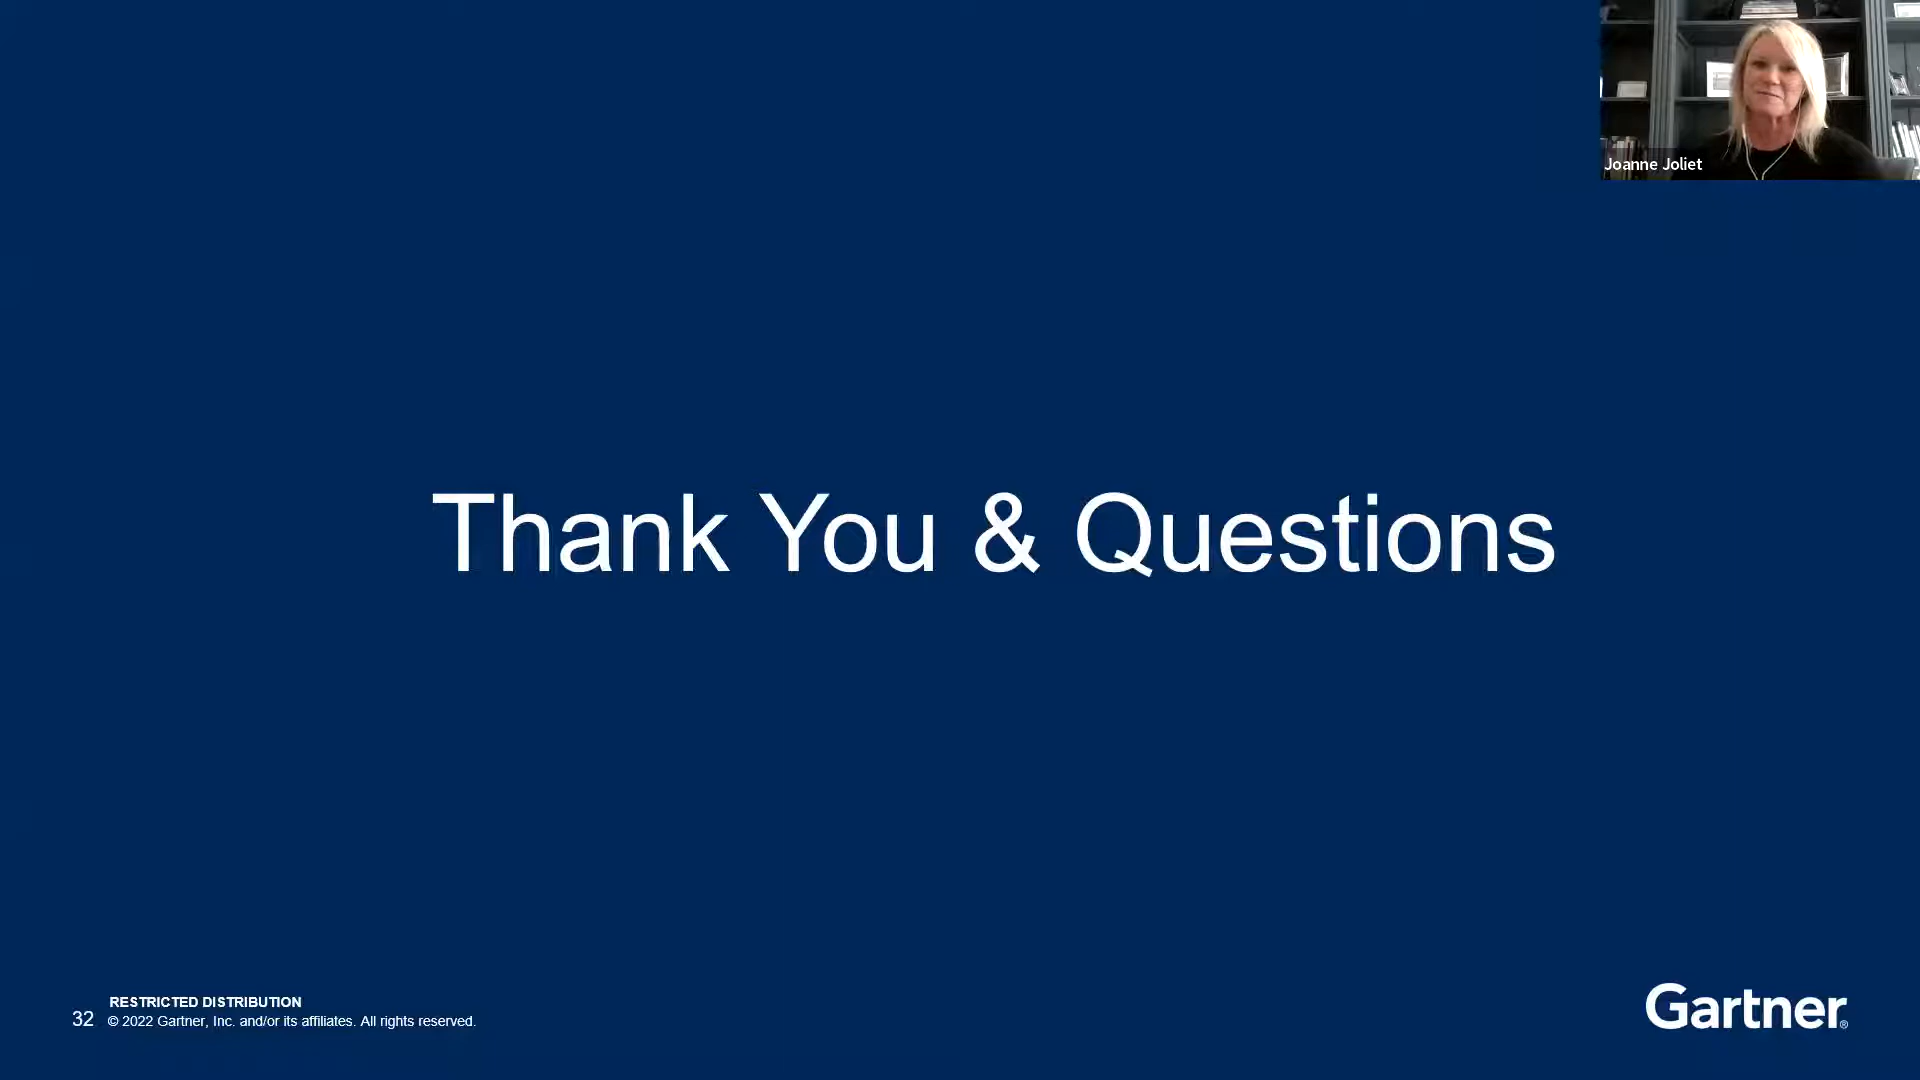 Joanne Joliet
Thank You & Questions
RESTRICTED DISTRIBUTION
32 © 2022 Gartner, Inc. and/or its affiliates. All rights reserved.
Gartner®